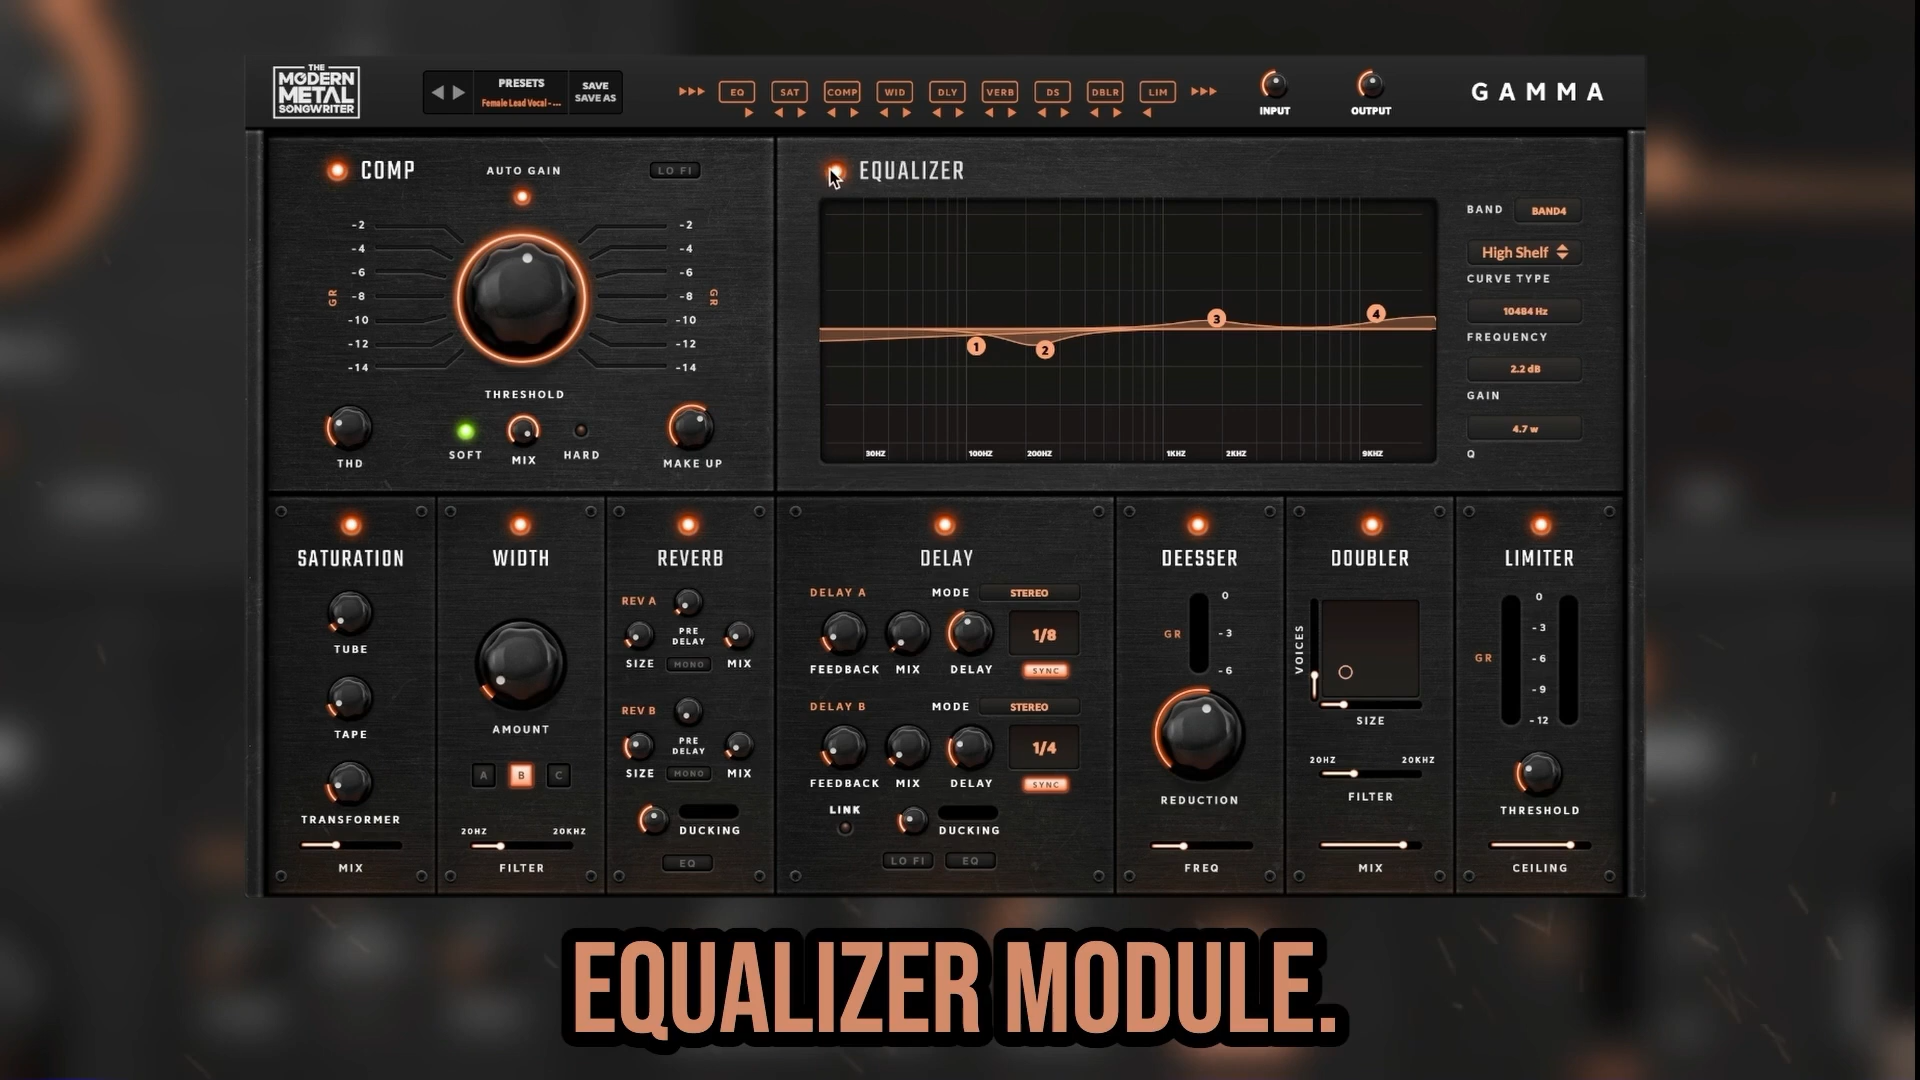 THE
MODERN
METAL
SONGWRITER
PRESETS
Female Lead Vocal - ...
SAVE
SAVE AS
EQ SAT COMP WID DLY VERB DS DBLR LIM
INPUT
OUTPUT
GAMMA
COMP
AUTO GAIN
LO FI
-2 -2
-4 -4
-6 -6
GR -8 -8 GR
-10 -10
-12 -12
-14 -14
THRESHOLD
THD
SOFT
MIX
HARD
MAKE UP
EQUALIZER
1 2 3 4
30HZ 100HZ 200HZ 1KHZ 2KHZ 9KHZ
BAND BAND4
High Shelf
CURVE TYPE
10484 Hz
FREQUENCY
2.2 dB
GAIN
4.7 w
Q
SATURATION
TUBE
TAPE
TRANSFORMER
MIX
WIDTH
AMOUNT
A B C
20HZ 20KHZ
FILTER
REVERB
REV A
PRE
DELAY
SIZE MONO MIX
REV B
PRE
DELAY
SIZE MONO MIX
DUCKING
EQ
DELAY
DELAY A MODE STEREO
1/8
FEEDBACK MIX DELAY SYNC
DELAY B MODE STEREO
1/4
FEEDBACK MIX DELAY SYNC
LINK
DUCKING
LO FI EQ
DEESSER
0
GR -3
-6
REDUCTION
FREQ
DOUBLER
VOICES
SIZE
20HZ 20KHZ
FILTER
MIX
LIMITER
0
-3
GR -6
-9
-12
THRESHOLD
CEILING
EQUALIZER MODULE.